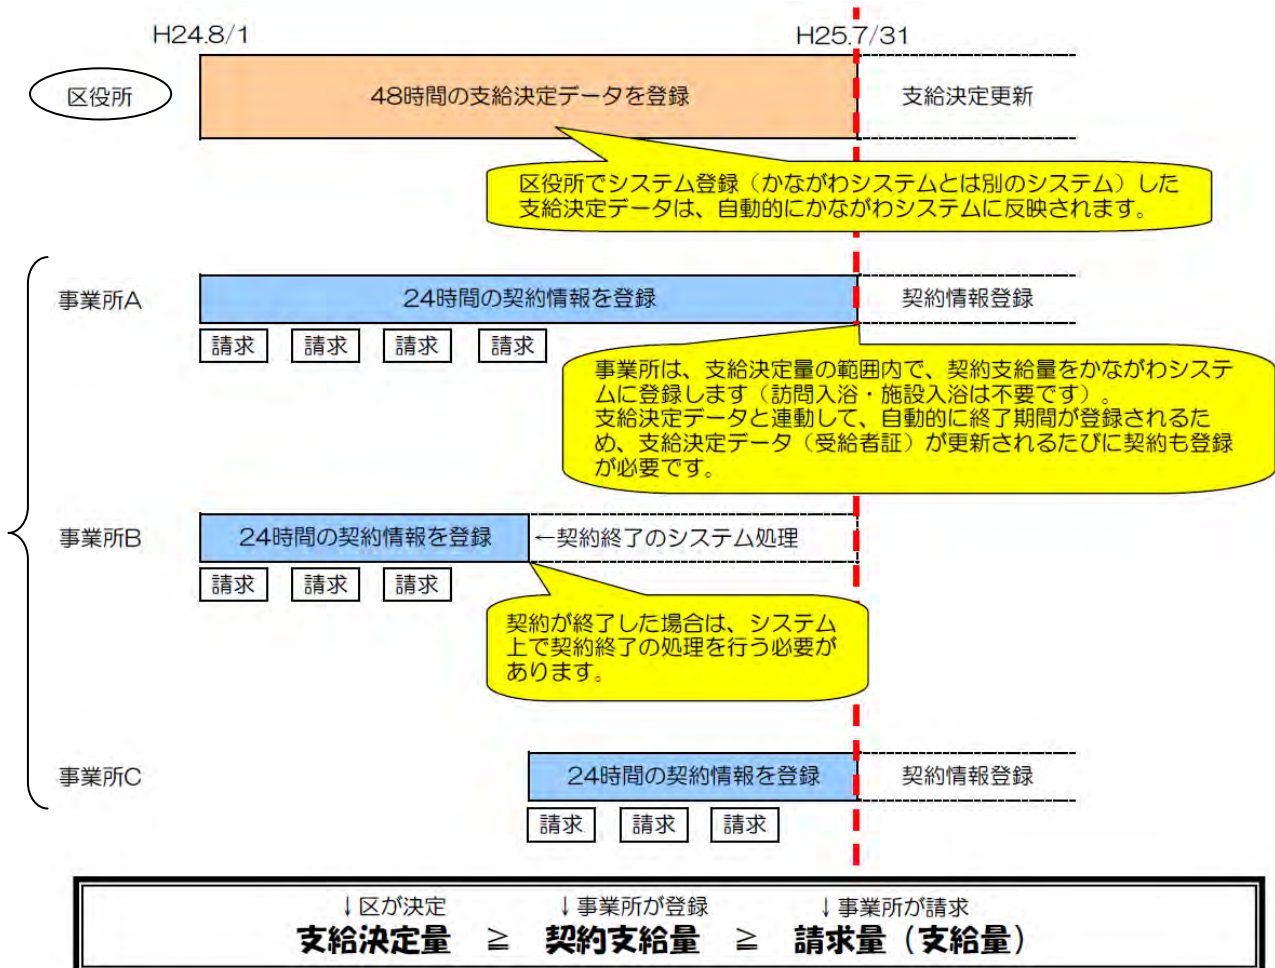 H24.8/1
H25.7/31
区役所
48時間の支給決定データを登録
支給決定更新
区役所でシステム登録（かながわシステムとは別のシステム）した
支給決定データは、自動的にかながわシステムに反映されます。
事業所A
24時間の契約情報を登録
契約情報登録
請求
請求
請求
請求
事業所は、支給決定量の範囲内で、契約支給量をかながわシステ
ムに登録します（訪問入浴・施設入浴は不要です）。
支給決定データと連動して、自動的に終了期間が登録されるた
め、支給決定データ（受給者証）が更新されるたびに契約も登録
が必要です。
事業所B
24時間の契約情報を登録
←契約終了のシステム処理
請求
請求
請求
契約が終了した場合は、システム
上で契約終了の処理を行う必要が
あります。
事業所C
24時間の契約情報を登録
契約情報登録
請求
請求
請求
↓区が決定 ↓事業所が登録 ↓事業所が請求
支給決定量 ≧ 契約支給量 ≧ 請求量（支給量）